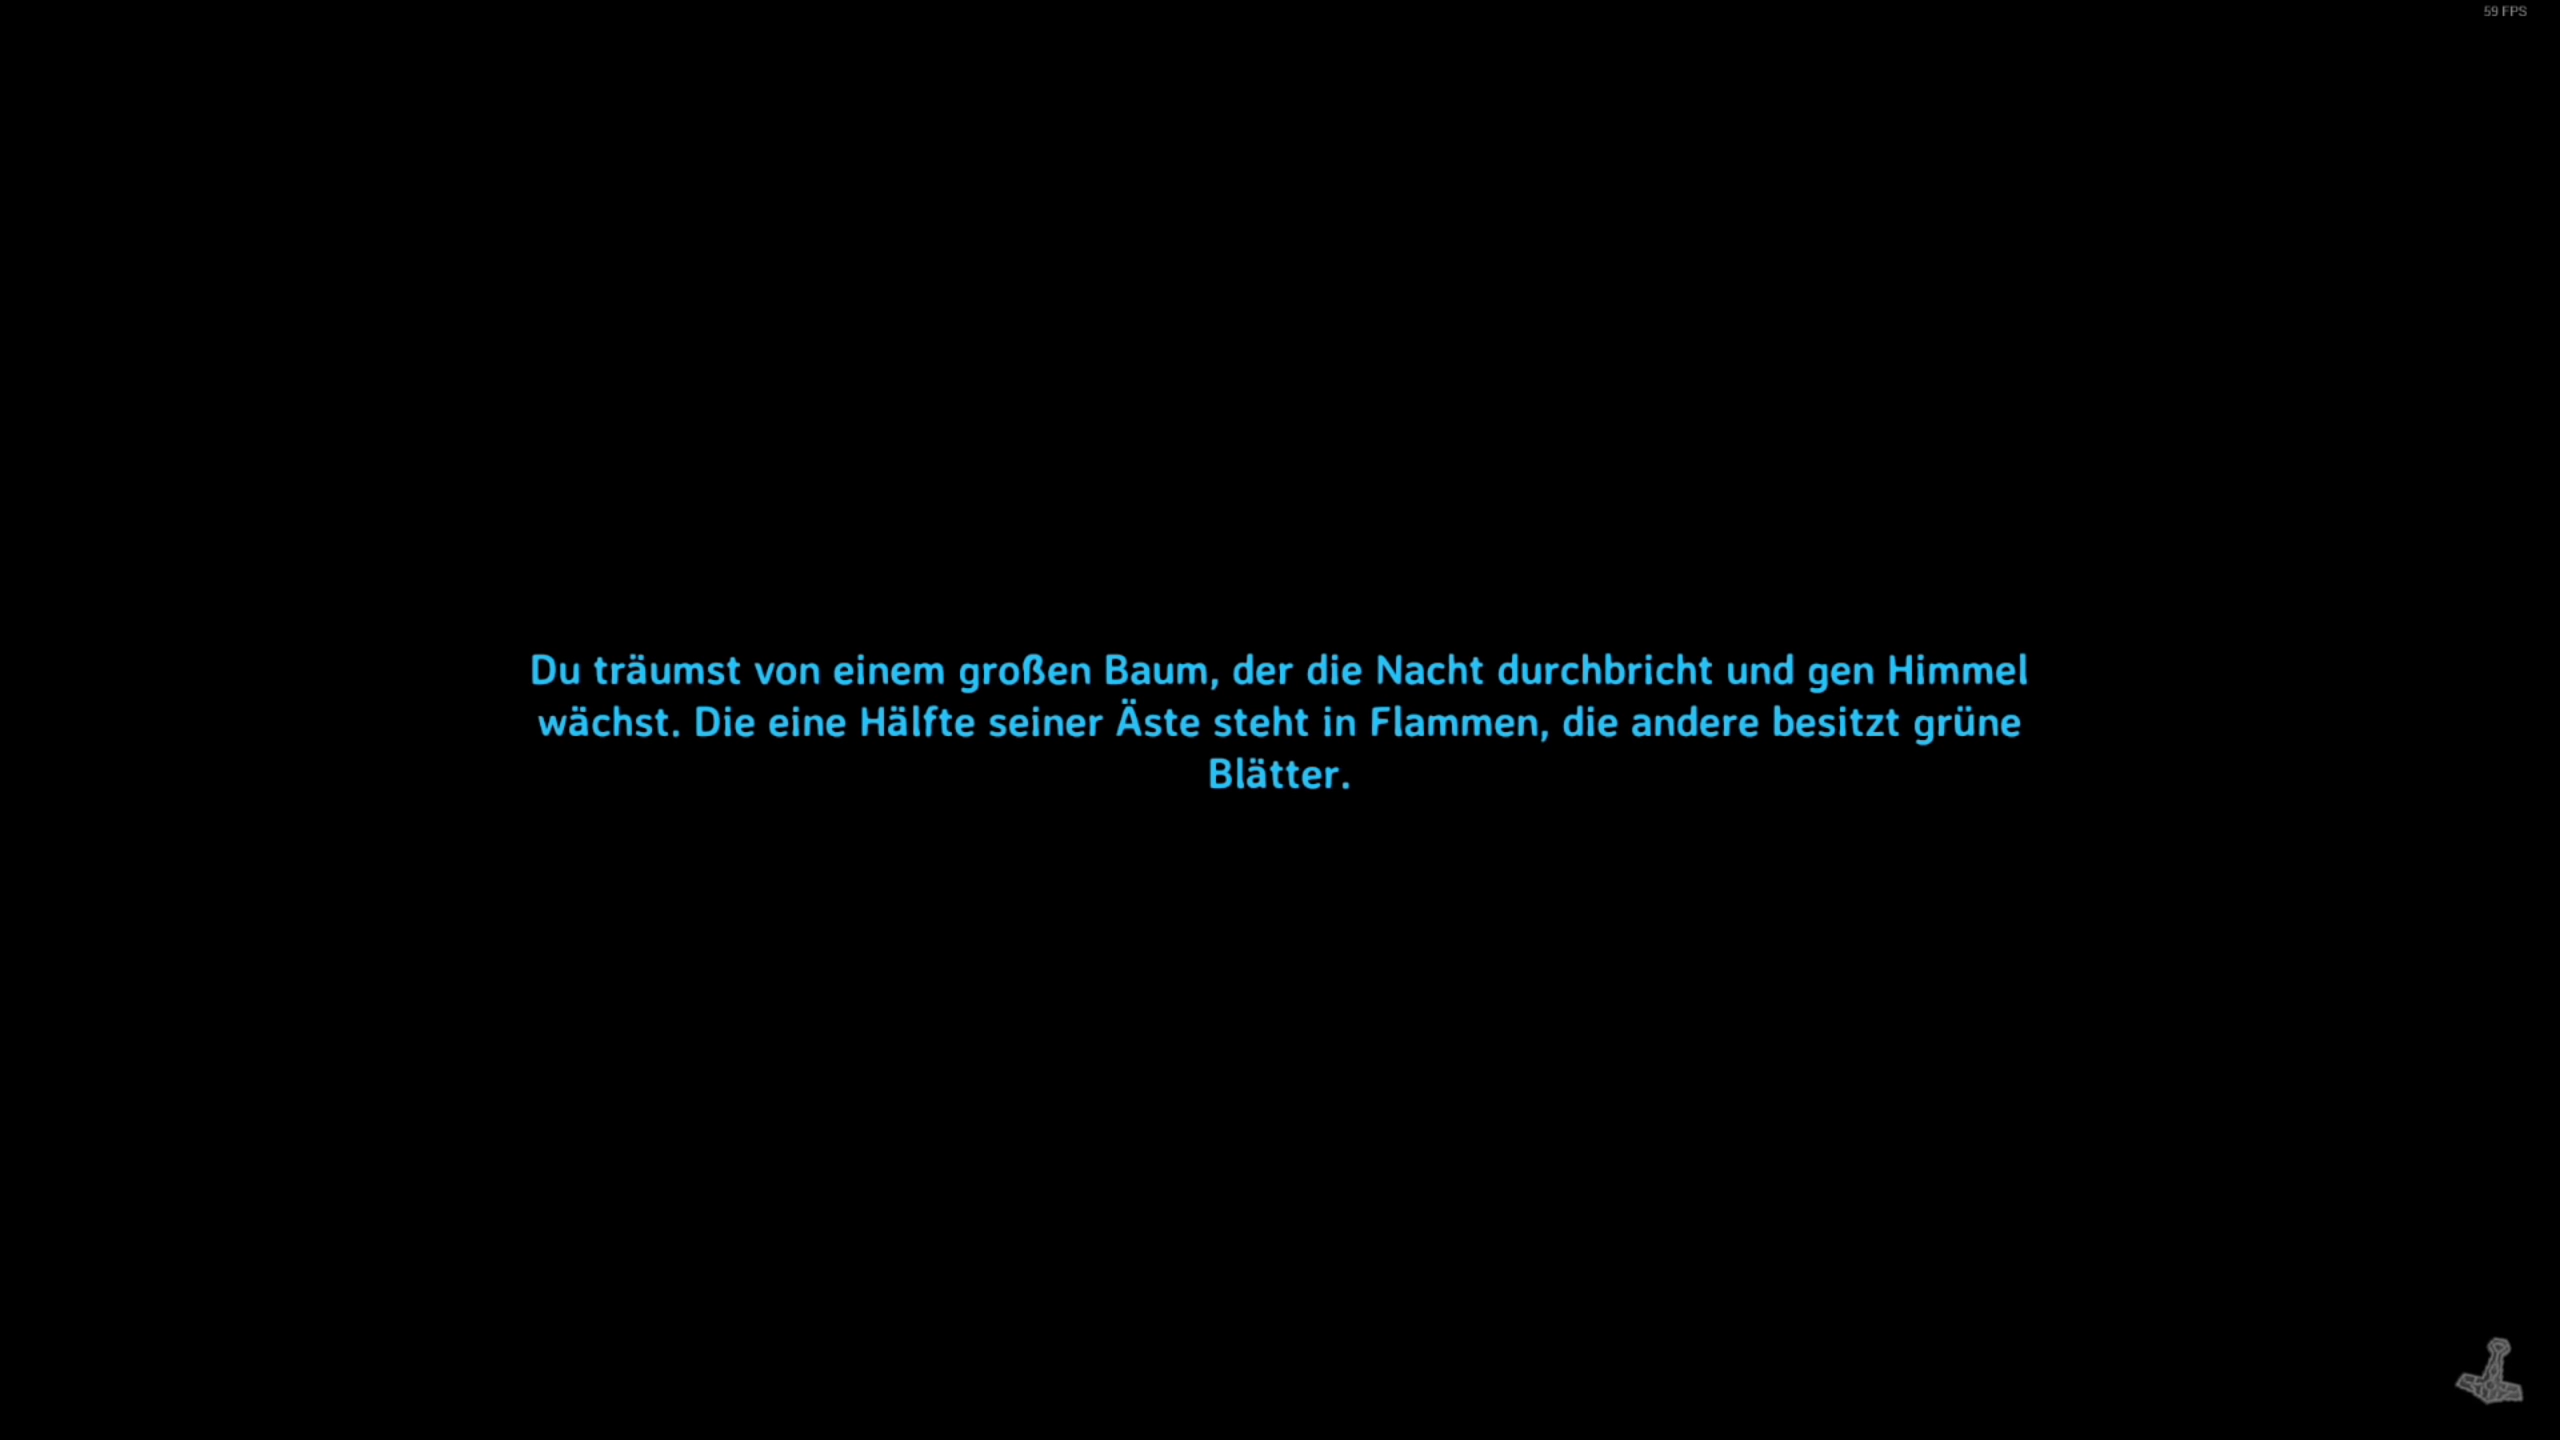 59 FPS
Du träumst von einem großen Baum, der die Nacht durchbricht und gen Himmel
wächst. Die eine Hälfte seiner Äste steht in Flammen, die andere besitzt grüne
Blätter.